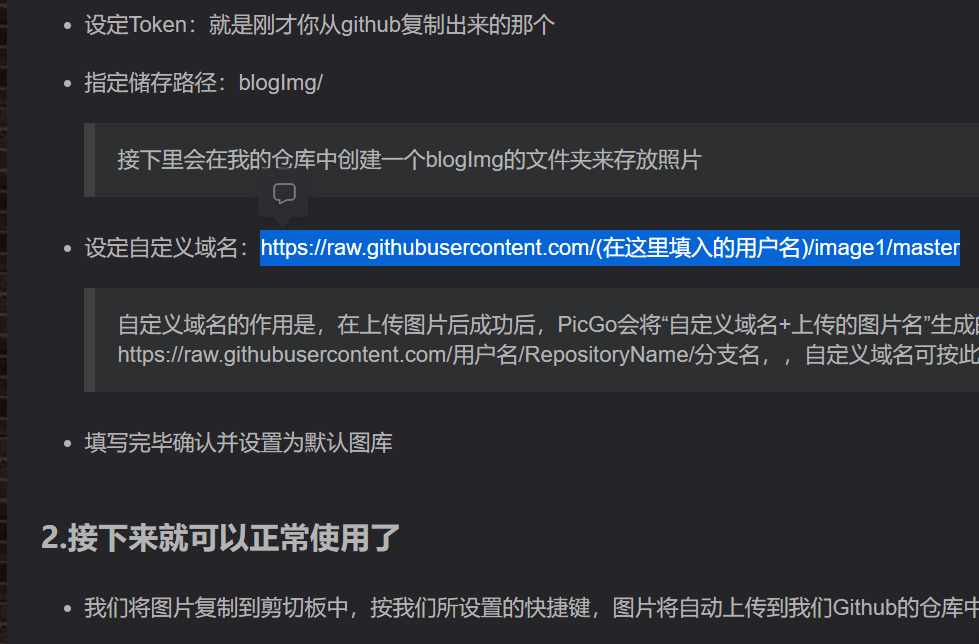 设定Token：就是刚才你从github复制出来的那个
指定储存路径：blogImg/
接下里会在我的仓库中创建一个blogImg的文件夹来存放照片
设定自定义域名：https://raw.githubusercontent.com/(在这里填入的用户名)/image1/master
自定义域名的作用是，在上传图片后成功后，PicGo会将“自定义域名+上传的图片名”生成
https://raw.githubusercontent.com/用户名/RepositoryName/分支名，，自定义域名可按此
填写完毕确认并设置为默认图库
2.接下来就可以正常使用了
我们将图片复制到剪切板中，按我们所设置的快捷键，图片将自动上传到我们Github的仓库中